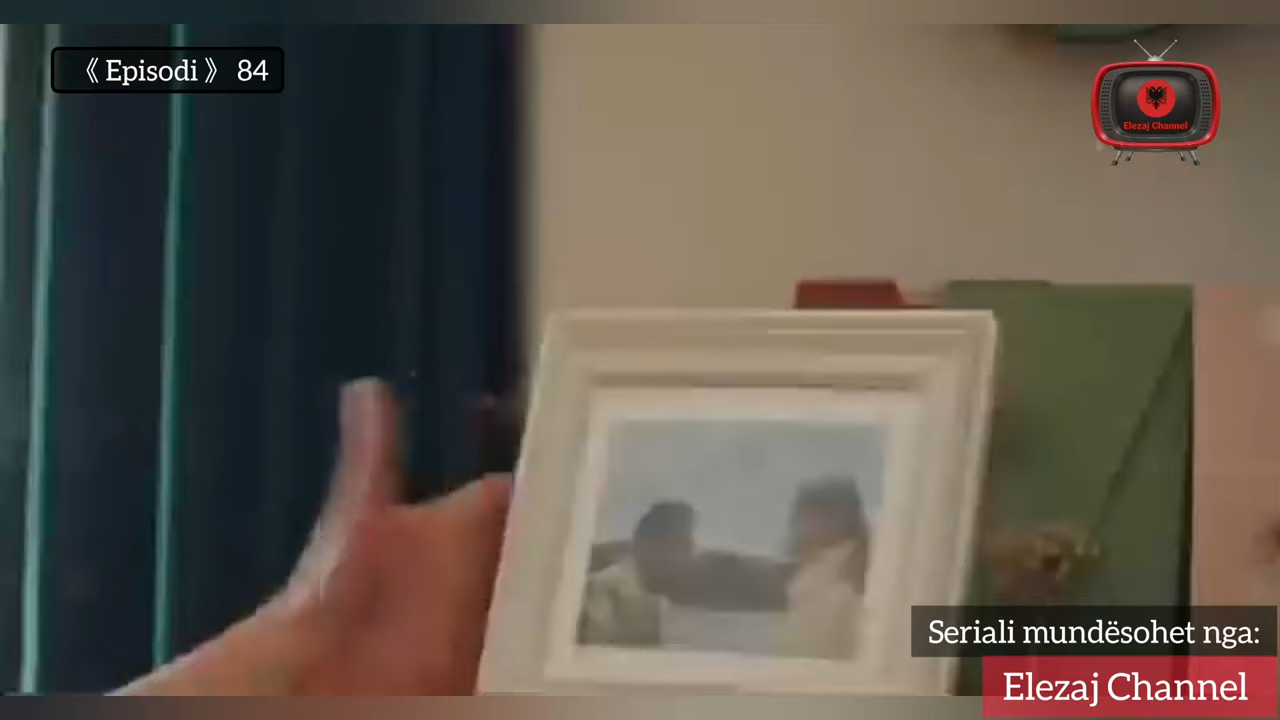 《 Episodi 》 84
Elezaj Channel
Seriali mundësohet nga:
Elezaj Channel